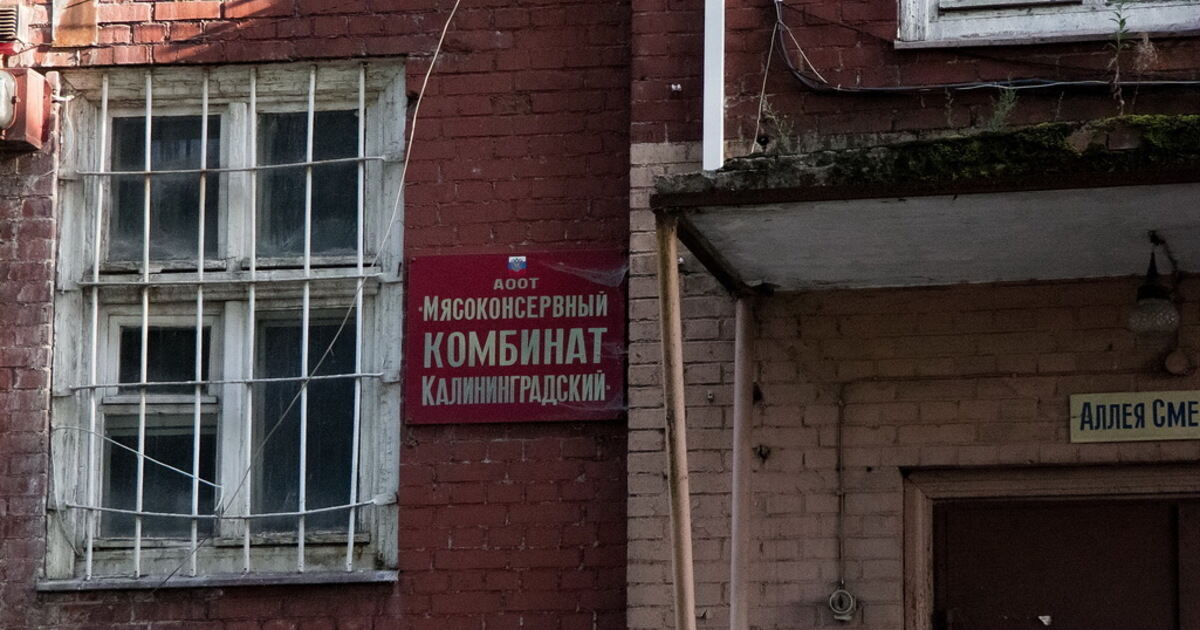 АООТ
"Мясоконсервный
комбинат
Калининградский"
Аллея Сме